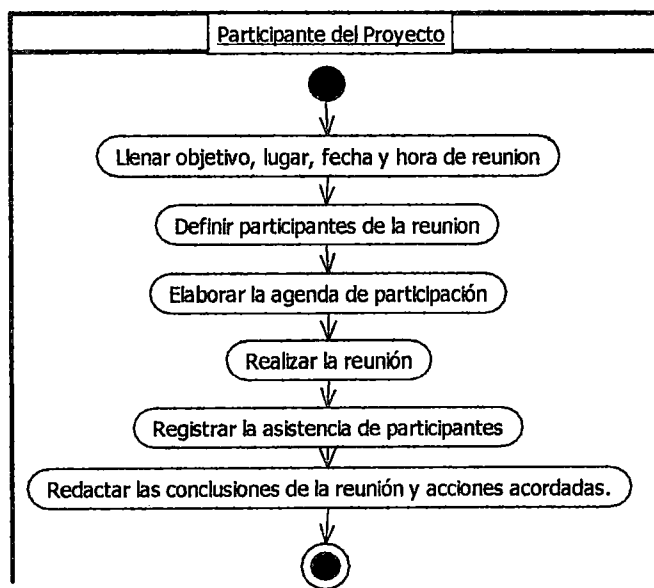 Participante del Proyecto
Llenar objetivo, lugar, fecha y hora de reunion
Definir participantes de la reunion
Elaborar la agenda de participación
Realizar la reunión
Registrar la asistencia de participantes
Redactar las conclusiones de la reunión y acciones acordadas.